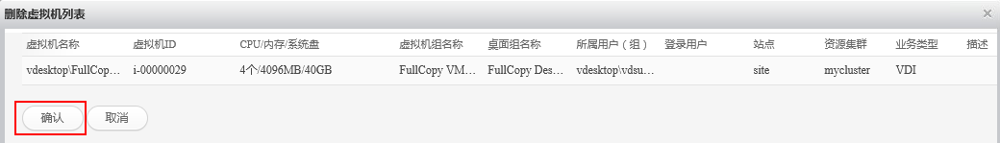 删除虚拟机列表
虚拟机名称 虚拟机ID CPU/内存/系统盘 虚拟机组名称 桌面组名称 所属用户（组） 登录用户 站点 资源集群 业务类型 描述
vdesktop\FullCop... i-00000029 4个/4096MB/40GB FullCopy VM... FullCopy Des... vdesktop\vdsu... site mycluster VDI
确认 取消